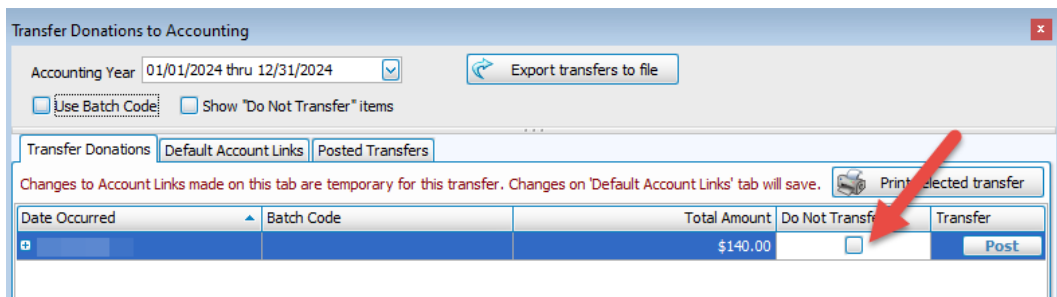 Transfer Donations to Accounting
Accounting Year 01/01/2024 thru 12/31/2024 Export transfers to file
Use Batch Code Show "Do Not Transfer" items
Transfer Donations Default Account Links Posted Transfers
Changes to Account Links made on this tab are temporary for this transfer. Changes on 'Default Account Links' tab will save. Print selected transfer
Date Occurred Batch Code Total Amount Do Not Transfer Transfer
$140.00 Post